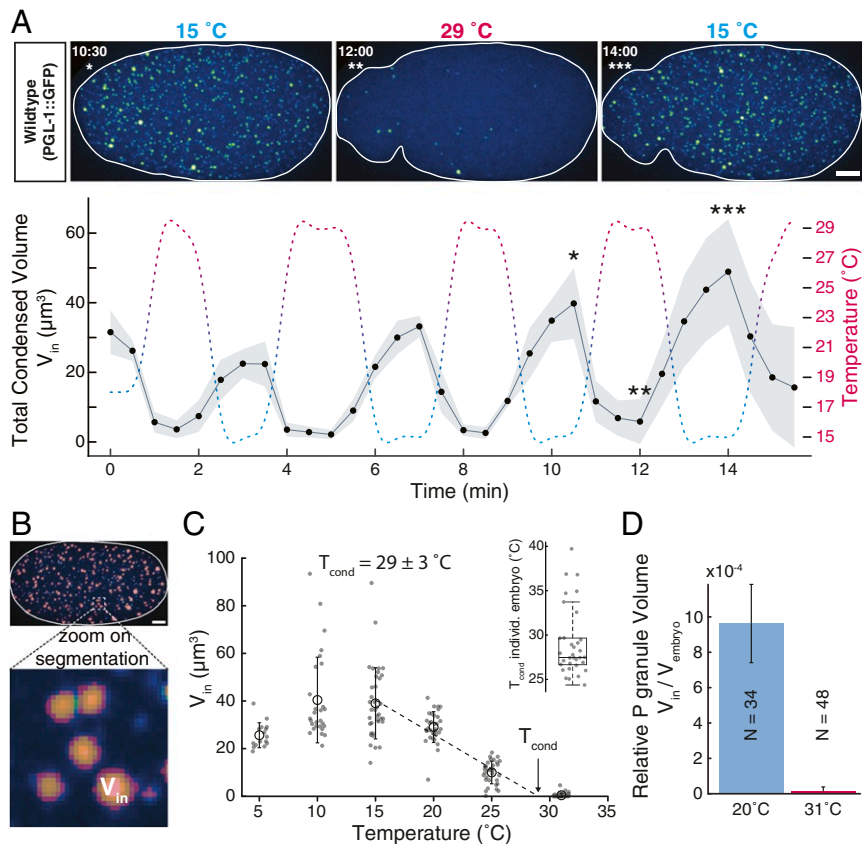 A
15 ˚C
29 ˚C
15 ˚C
Wildtype
(PGL-1::GFP)
10:30
*
12:00
**
14:00
***
Total Condensed Volume
V_in (µm³)
60
40
20
0
*
**
***
29
27
25
23
21
19
17
15
Temperature (˚C)
0
2
4
6
8
10
12
14
Time (min)
B
zoom on
segmentation
V_in
C
T_cond = 29 ± 3 ˚C
V_in (µm³)
100
80
60
40
20
0
5
10
15
20
25
30
35
Temperature (˚C)
T_cond
T_cond individ. embryo (˚C)
40
35
30
25
D
Relative P granule Volume
V_in / V_embryo
x10⁻⁴
10
8
6
4
2
0
N = 34
N = 48
20˚C
31˚C